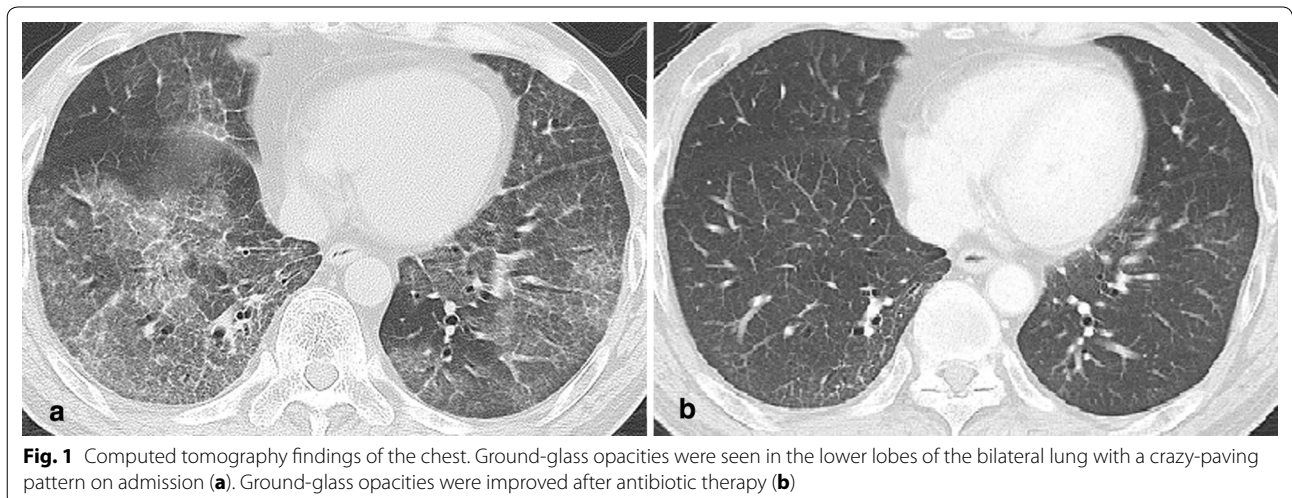 a
b
Fig. 1 Computed tomography findings of the chest. Ground-glass opacities were seen in the lower lobes of the bilateral lung with a crazy-paving
pattern on admission (a). Ground-glass opacities were improved after antibiotic therapy (b)